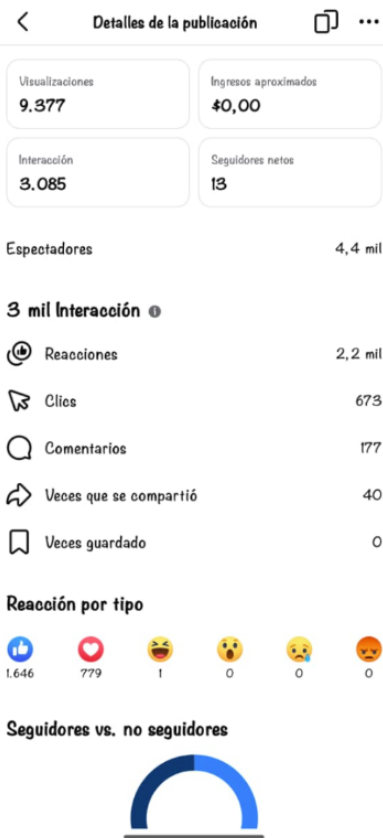 Detalles de la publicación
Visualizaciones
9.377
Ingresos aproximados
$0,00
Interacción
3.085
Seguidores netos
13
Espectadores 4,4 mil
3 mil Interacción
Reacciones 2,2 mil
Clics 673
Comentarios 177
Veces que se compartió 40
Veces guardado 0
Reacción por tipo
1.646 779 1 0 0 0
Seguidores vs. no seguidores